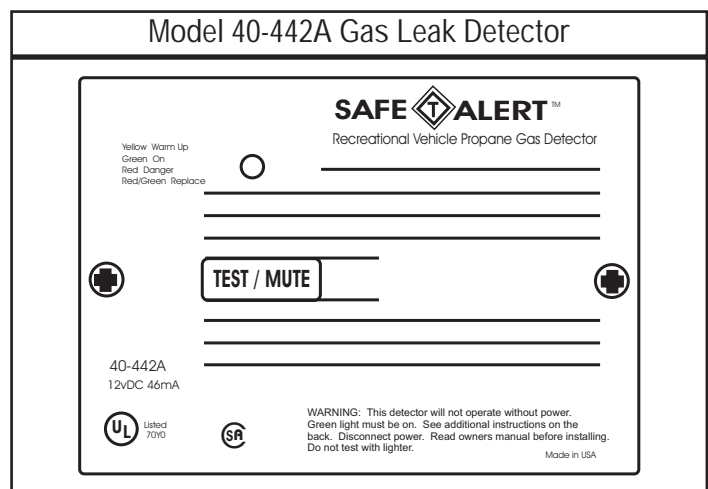 Model 40-442A Gas Leak Detector
SAFE T ALERT™
Recreational Vehicle Propane Gas Detector
Yellow Warm Up
Green On
Red Danger
Red/Green Replace
TEST / MUTE
40-442A
12vDC 46mA
UL Listed
70Y0
SA
WARNING: This detector will not operate without power.
Green light must be on. See additional instructions on the
back. Disconnect power. Read owners manual before installing.
Do not test with lighter.
Made in USA